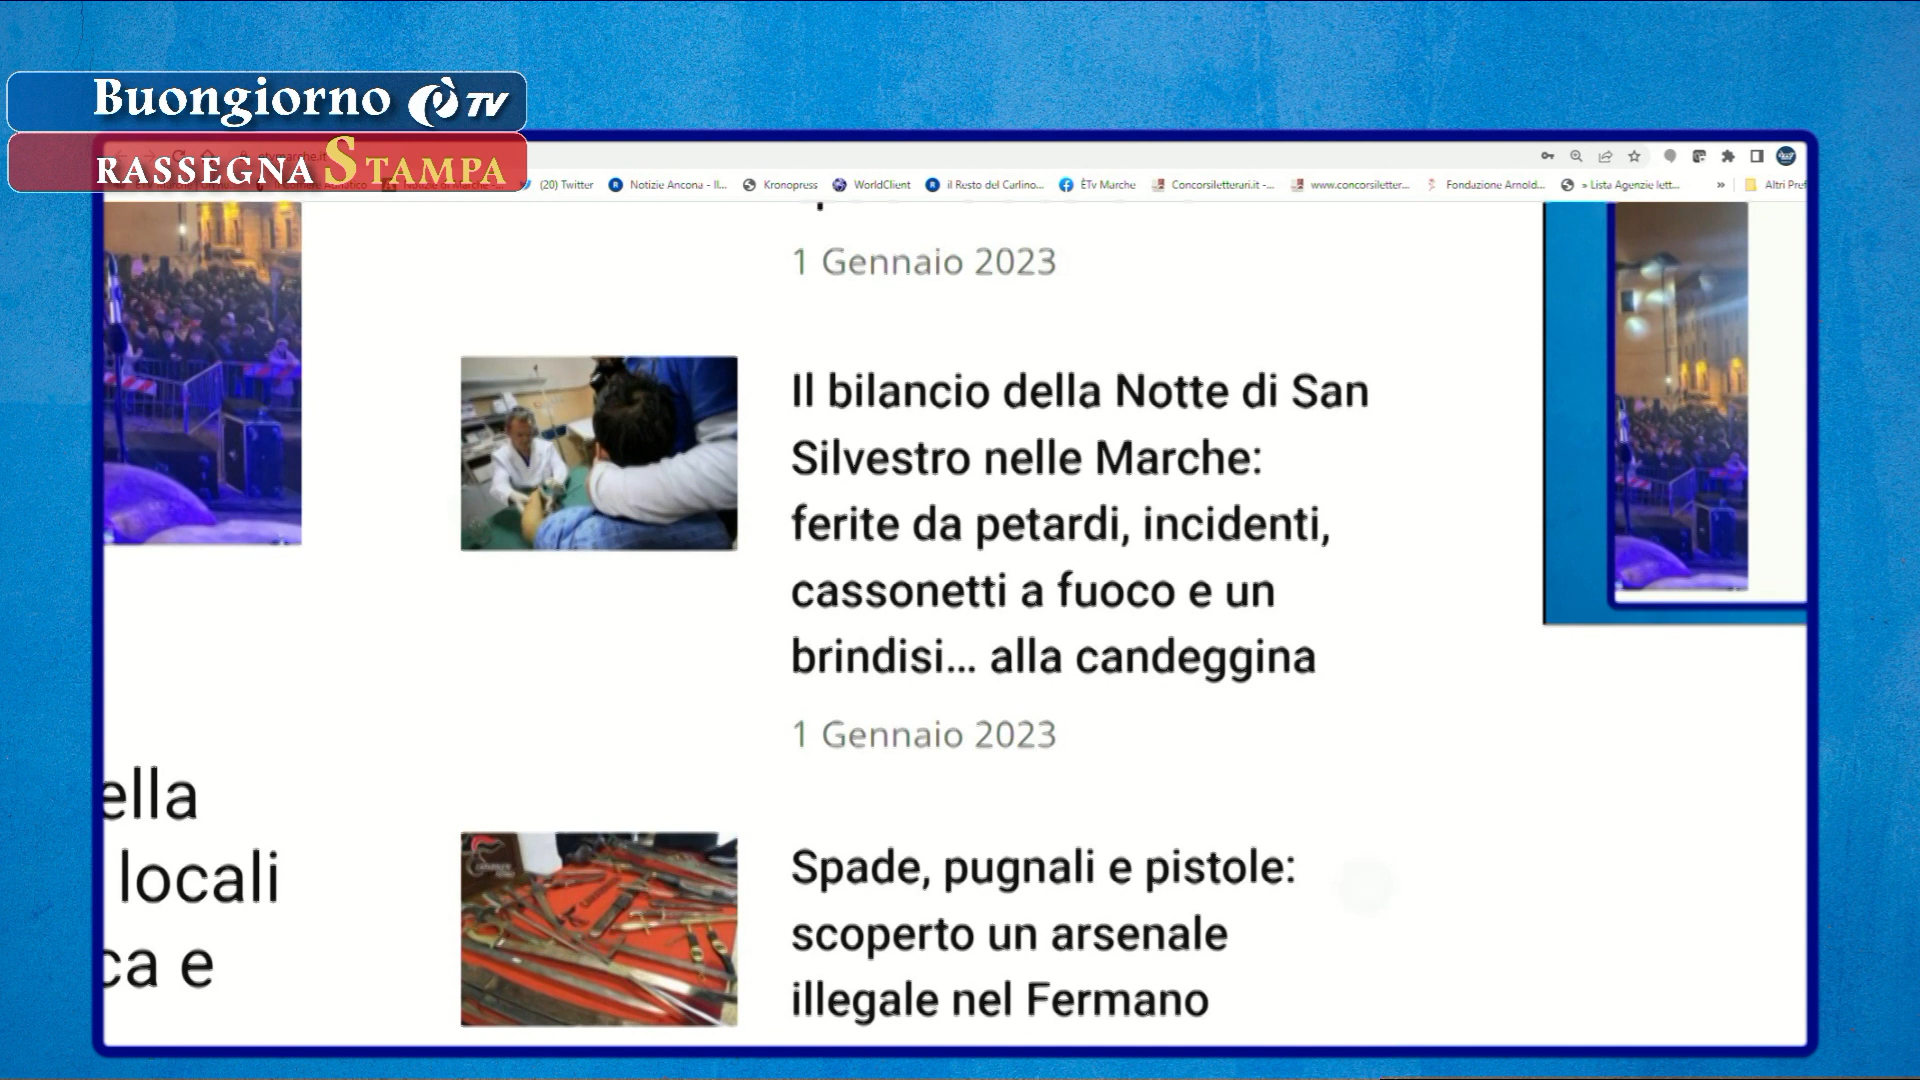 Buongiorno è TV
RASSEGNA STAMPA
(20) Twitter
Notizie Ancona - Il...
Kronopress
WorldClient
il Resto del Carlino...
ÈTv Marche
Concorsiletterari.it -...
www.concorsiletter...
Fondazione Arnold...
» Lista Agenzie lett...
»
Altri Pref
1 Gennaio 2023
Il bilancio della Notte di San
Silvestro nelle Marche:
ferite da petardi, incidenti,
cassonetti a fuoco e un
brindisi... alla candeggina
1 Gennaio 2023
ella
locali
ca e
Spade, pugnali e pistole:
scoperto un arsenale
illegale nel Fermano